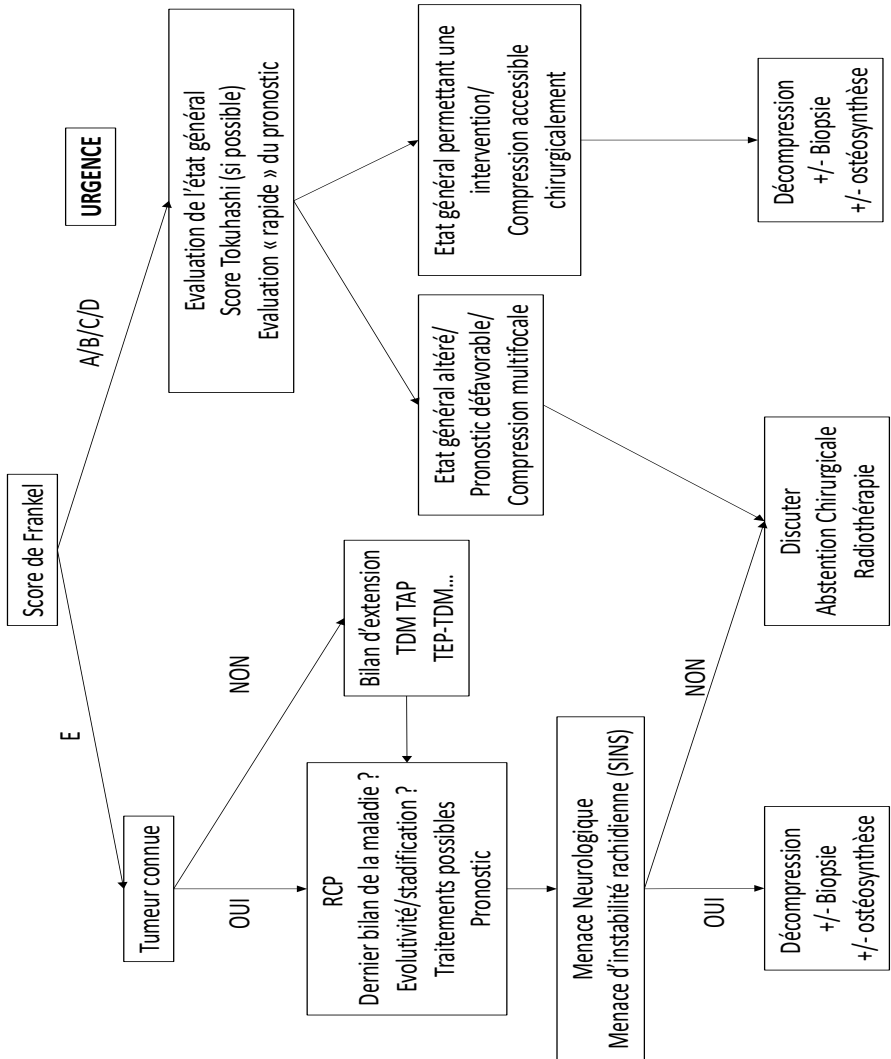 Score de Frankel
E
A/B/C/D
URGENCE
Tumeur connue
Evaluation de l'état général
Score Tokuhashi (si possible)
Evaluation « rapide » du pronostic
OUI
NON
Bilan d'extension
TDM TAP
TEP-TDM...
RCP
Dernier bilan de la maladie ?
Evolutivité/stadification ?
Traitements possibles
Pronostic
Etat général altéré/
Pronostic défavorable/
Compression multifocale
Etat général permettant une
intervention/
Compression accessible
chirurgicalement
Menace Neurologique
Menace d'instabilité rachidienne (SINS)
OUI
NON
Décompression
+/- Biopsie
+/- ostéosynthèse
Discuter
Abstention Chirurgicale
Radiothérapie
Décompression
+/- Biopsie
+/- ostéosynthèse